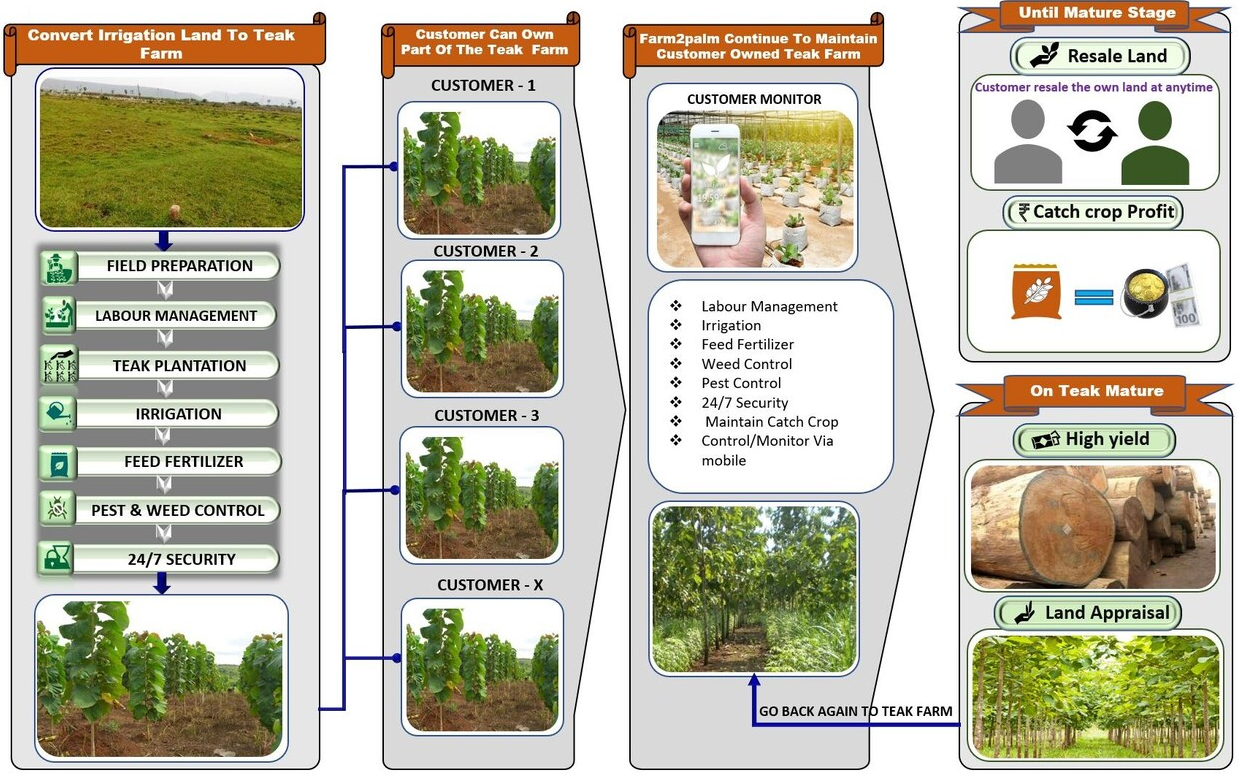 Convert Irrigation Land To Teak
Farm
FIELD PREPARATION
LABOUR MANAGEMENT
TEAK PLANTATION
IRRIGATION
FEED FERTILIZER
PEST & WEED CONTROL
24/7 SECURITY
Customer Can Own
Part Of The Teak Farm
CUSTOMER - 1
CUSTOMER - 2
CUSTOMER - 3
CUSTOMER - X
Farm2palm Continue To Maintain
Customer Owned Teak Farm
CUSTOMER MONITOR
❖ Labour Management
❖ Irrigation
❖ Feed Fertilizer
❖ Weed Control
❖ Pest Control
❖ 24/7 Security
❖ Maintain Catch Crop
❖ Control/Monitor Via
mobile
GO BACK AGAIN TO TEAK FARM
Until Mature Stage
Resale Land
Customer resale the own land at anytime
₹ Catch crop Profit
100
On Teak Mature
High yield
Land Appraisal